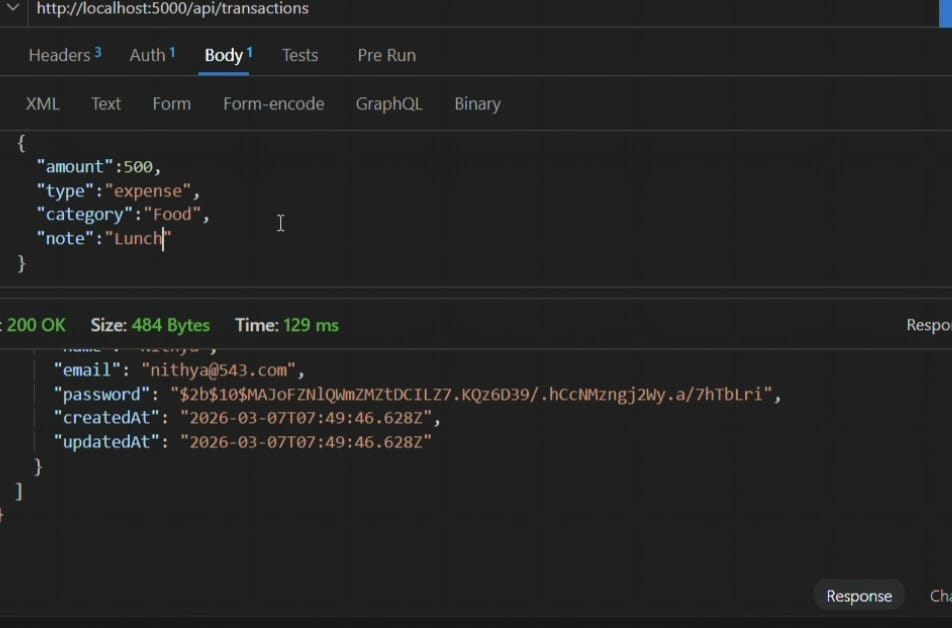 http://localhost:5000/api/transactions
Headers 3 Auth 1 Body 1 Tests Pre Run
XML Text Form Form-encode GraphQL Binary
{
"amount":500,
"type":"expense",
"category":"Food",
"note":"Lunch"
}
: 200 OK Size: 484 Bytes Time: 129 ms Respo
"name": "Nithya",
"email": "nithya@543.com",
"password": "$2b$10$MAJoFZNlQWmZMZtDCILZ7.KQz6D39/.hCcNMzngj2Wy.a/7hTbLri",
"createdAt": "2026-03-07T07:49:46.628Z",
"updatedAt": "2026-03-07T07:49:46.628Z"
}
]
}
Response Cha